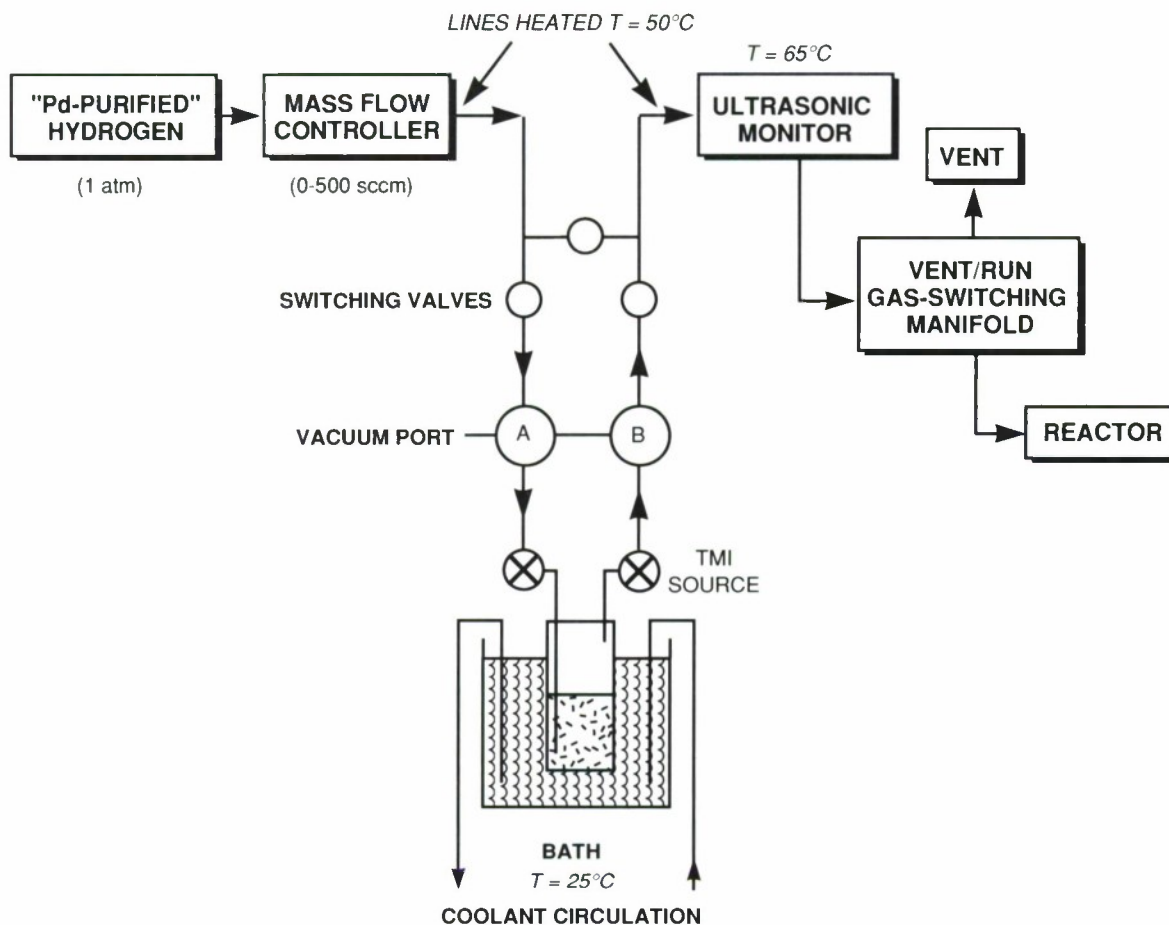 LINES HEATED T = 50°C
T = 65°C
"Pd-PURIFIED"
HYDROGEN
(1 atm)
MASS FLOW
CONTROLLER
(0-500 sccm)
ULTRASONIC
MONITOR
VENT
VENT/RUN
GAS-SWITCHING
MANIFOLD
REACTOR
SWITCHING VALVES
VACUUM PORT
A
B
TMI
SOURCE
BATH
T = 25°C
COOLANT CIRCULATION